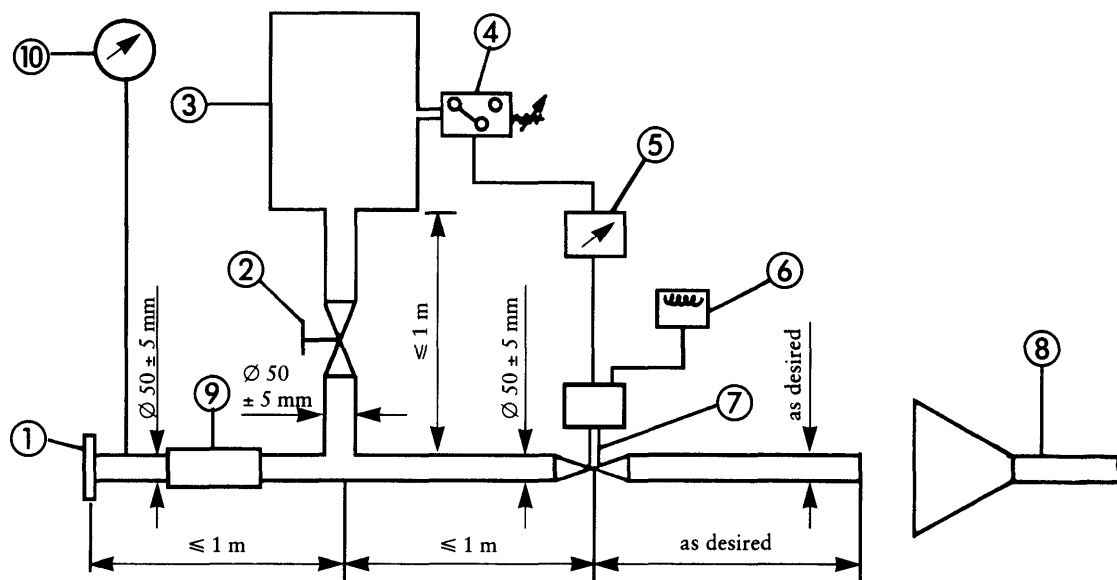 ⑩
④
③
⑤
②
⑥
≤ 1 m
Ø 50 ± 5 mm
Ø 50 ± 5 mm
as desired
⑧
Ø 50
± 5 mm
⑨
⑦
①
≤ 1 m
≤ 1 m
as desired